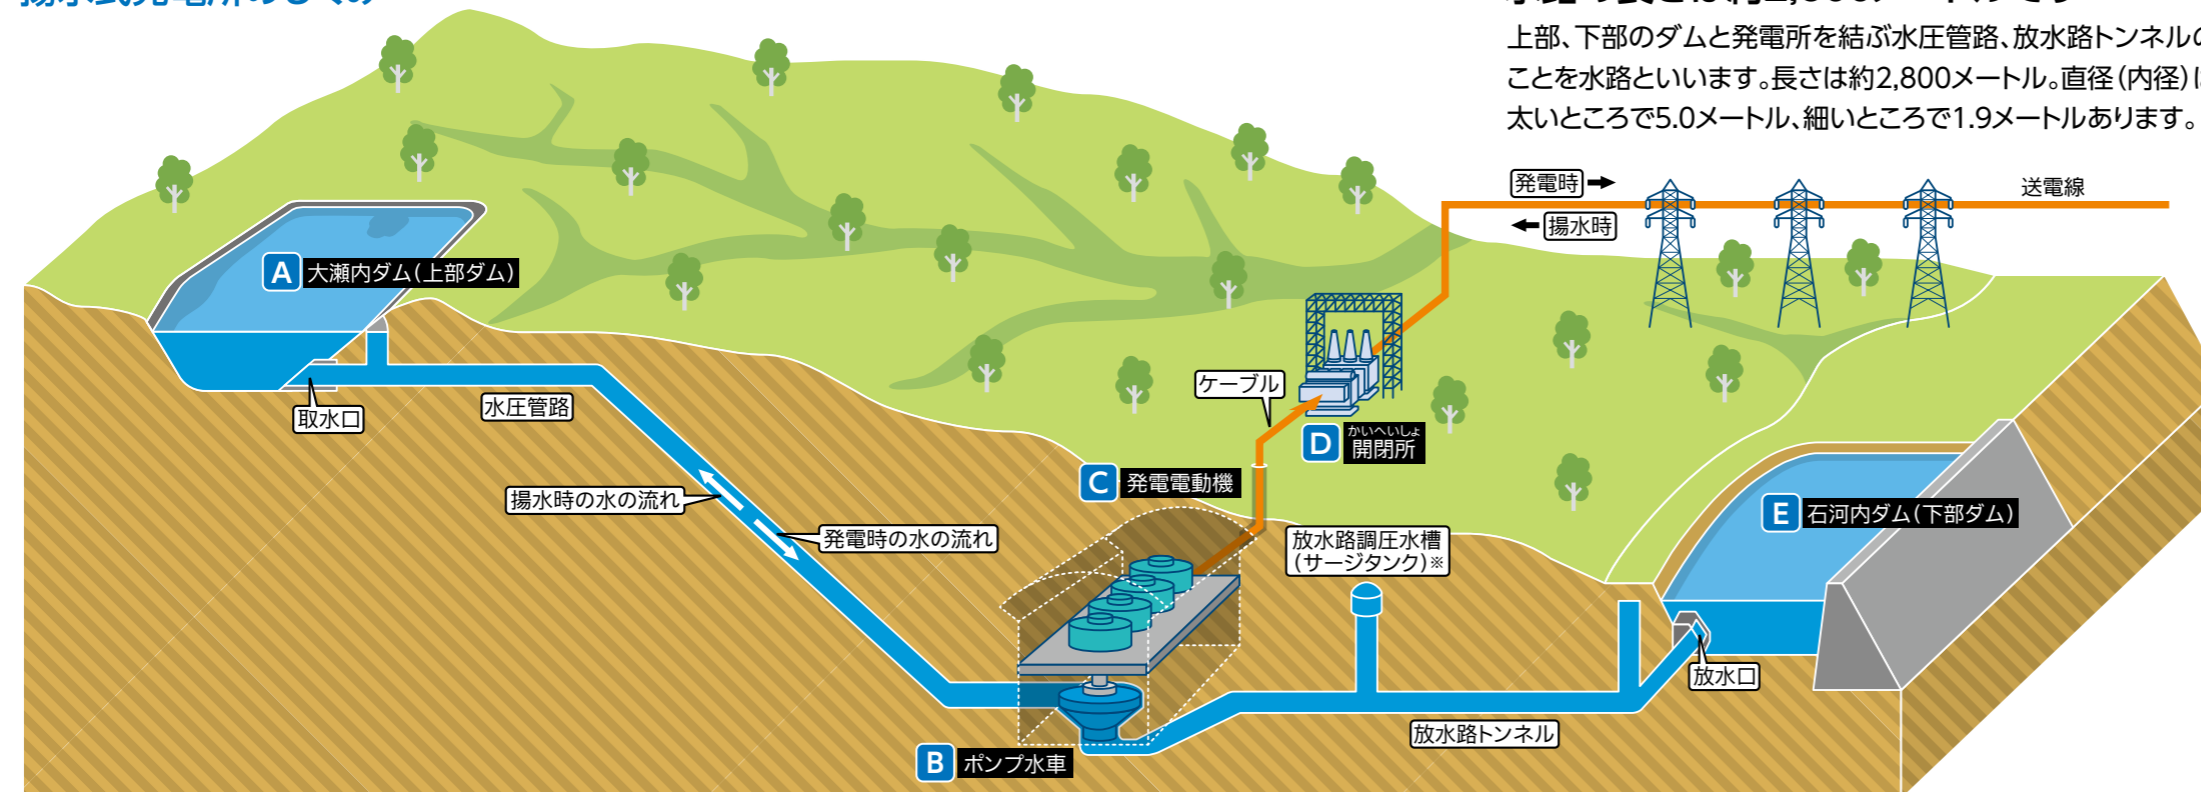 上部、下部のダムと発電所を結ぶ水圧管路、放水路トンネルの
ことを水路といいます。長さは約2,800メートル。直径(内径)は
太いところで5.0メートル、細いところで1.9メートルあります。
発電時
揚水時
送電線
A 大瀬内ダム(上部ダム)
取水口
水圧管路
ケーブル
かいへいしょ
D 開閉所
C 発電電動機
揚水時の水の流れ
発電時の水の流れ
放水路調圧水槽
(サージタンク)※
E 石河内ダム(下部ダム)
放水口
放水路トンネル
B ポンプ水車